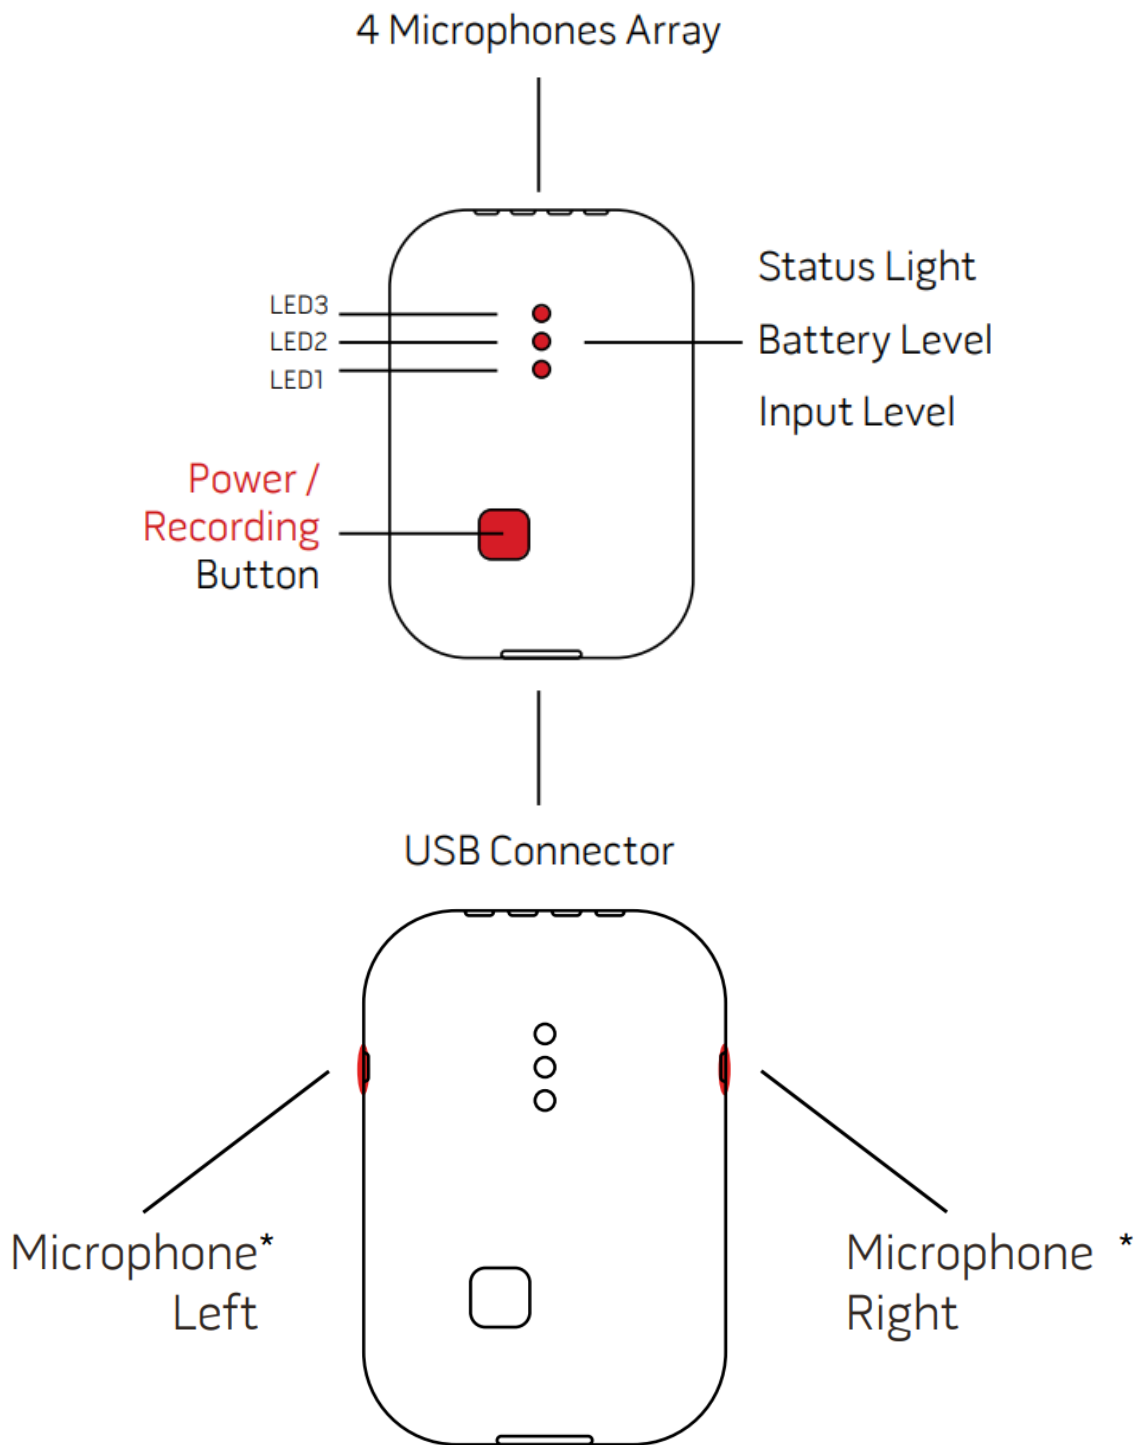 4 Microphones Array
LED3
LED2
LED1
Status Light
Battery Level
Input Level
Power /
Recording
Button
USB Connector
Microphone*
Left
Microphone *
Right